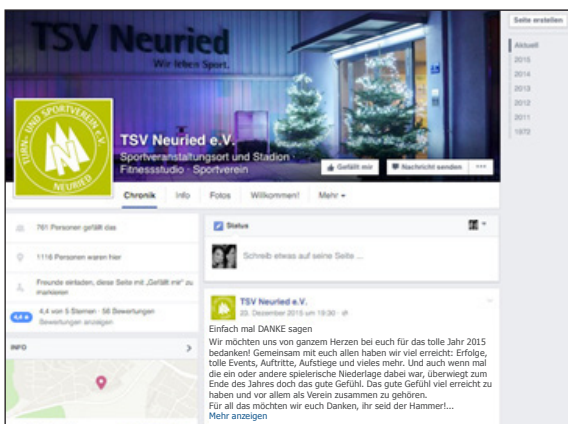 TSV Neuried
Wir leben Sport.
TURN- UND SPORTVEREIN e.V.
NEURIED
TSV Neuried e.V.
Sportveranstaltungsort und Stadion ·
Fitnessstudio · Sportverein
Gefällt mir
Nachricht senden
Seite erstellen
Aktuell
2015
2014
2013
2012
2011
1972
Chronik Info Fotos Willkommen! Mehr
761 Personen gefällt das
1116 Personen waren hier
Freunde einladen, diese Seite mit „Gefällt mir“ zu
markieren
4,4 von 5 Sternen · 56 Bewertungen
Bewertungen anzeigen
INFO
Status
Schreib etwas auf seine Seite ...
TSV Neuried e.V.
23. Dezember 2015 um 19:30
Einfach mal DANKE sagen
Wir möchten uns von ganzem Herzen bei euch für das tolle Jahr 2015
bedanken! Gemeinsam mit euch allen haben wir viel erreicht: Erfolge,
tolle Events, Auftritte, Aufstiege und vieles mehr. Und auch wenn mal
die ein oder andere spielerische Niederlage dabei war, überwiegt zum
Ende des Jahres doch das gute Gefühl. Das gute Gefühl viel erreicht zu
haben und vor allem als Verein zusammen zu gehören.
Für all das möchten wir euch Danken, ihr seid der Hammer!...
Mehr anzeigen